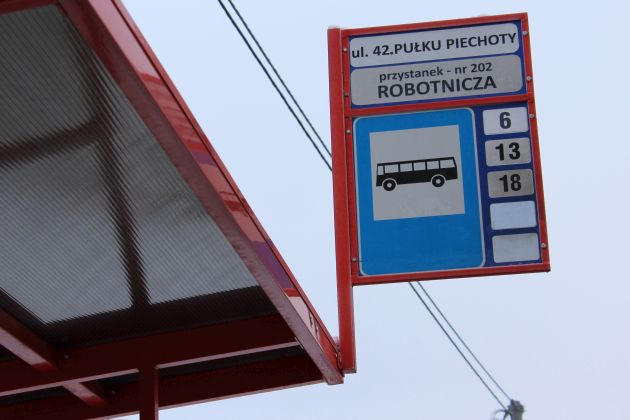 ul. 42.PUŁKU PIECHOTY
przystanek - nr 202
ROBOTNICZA
6
13
18